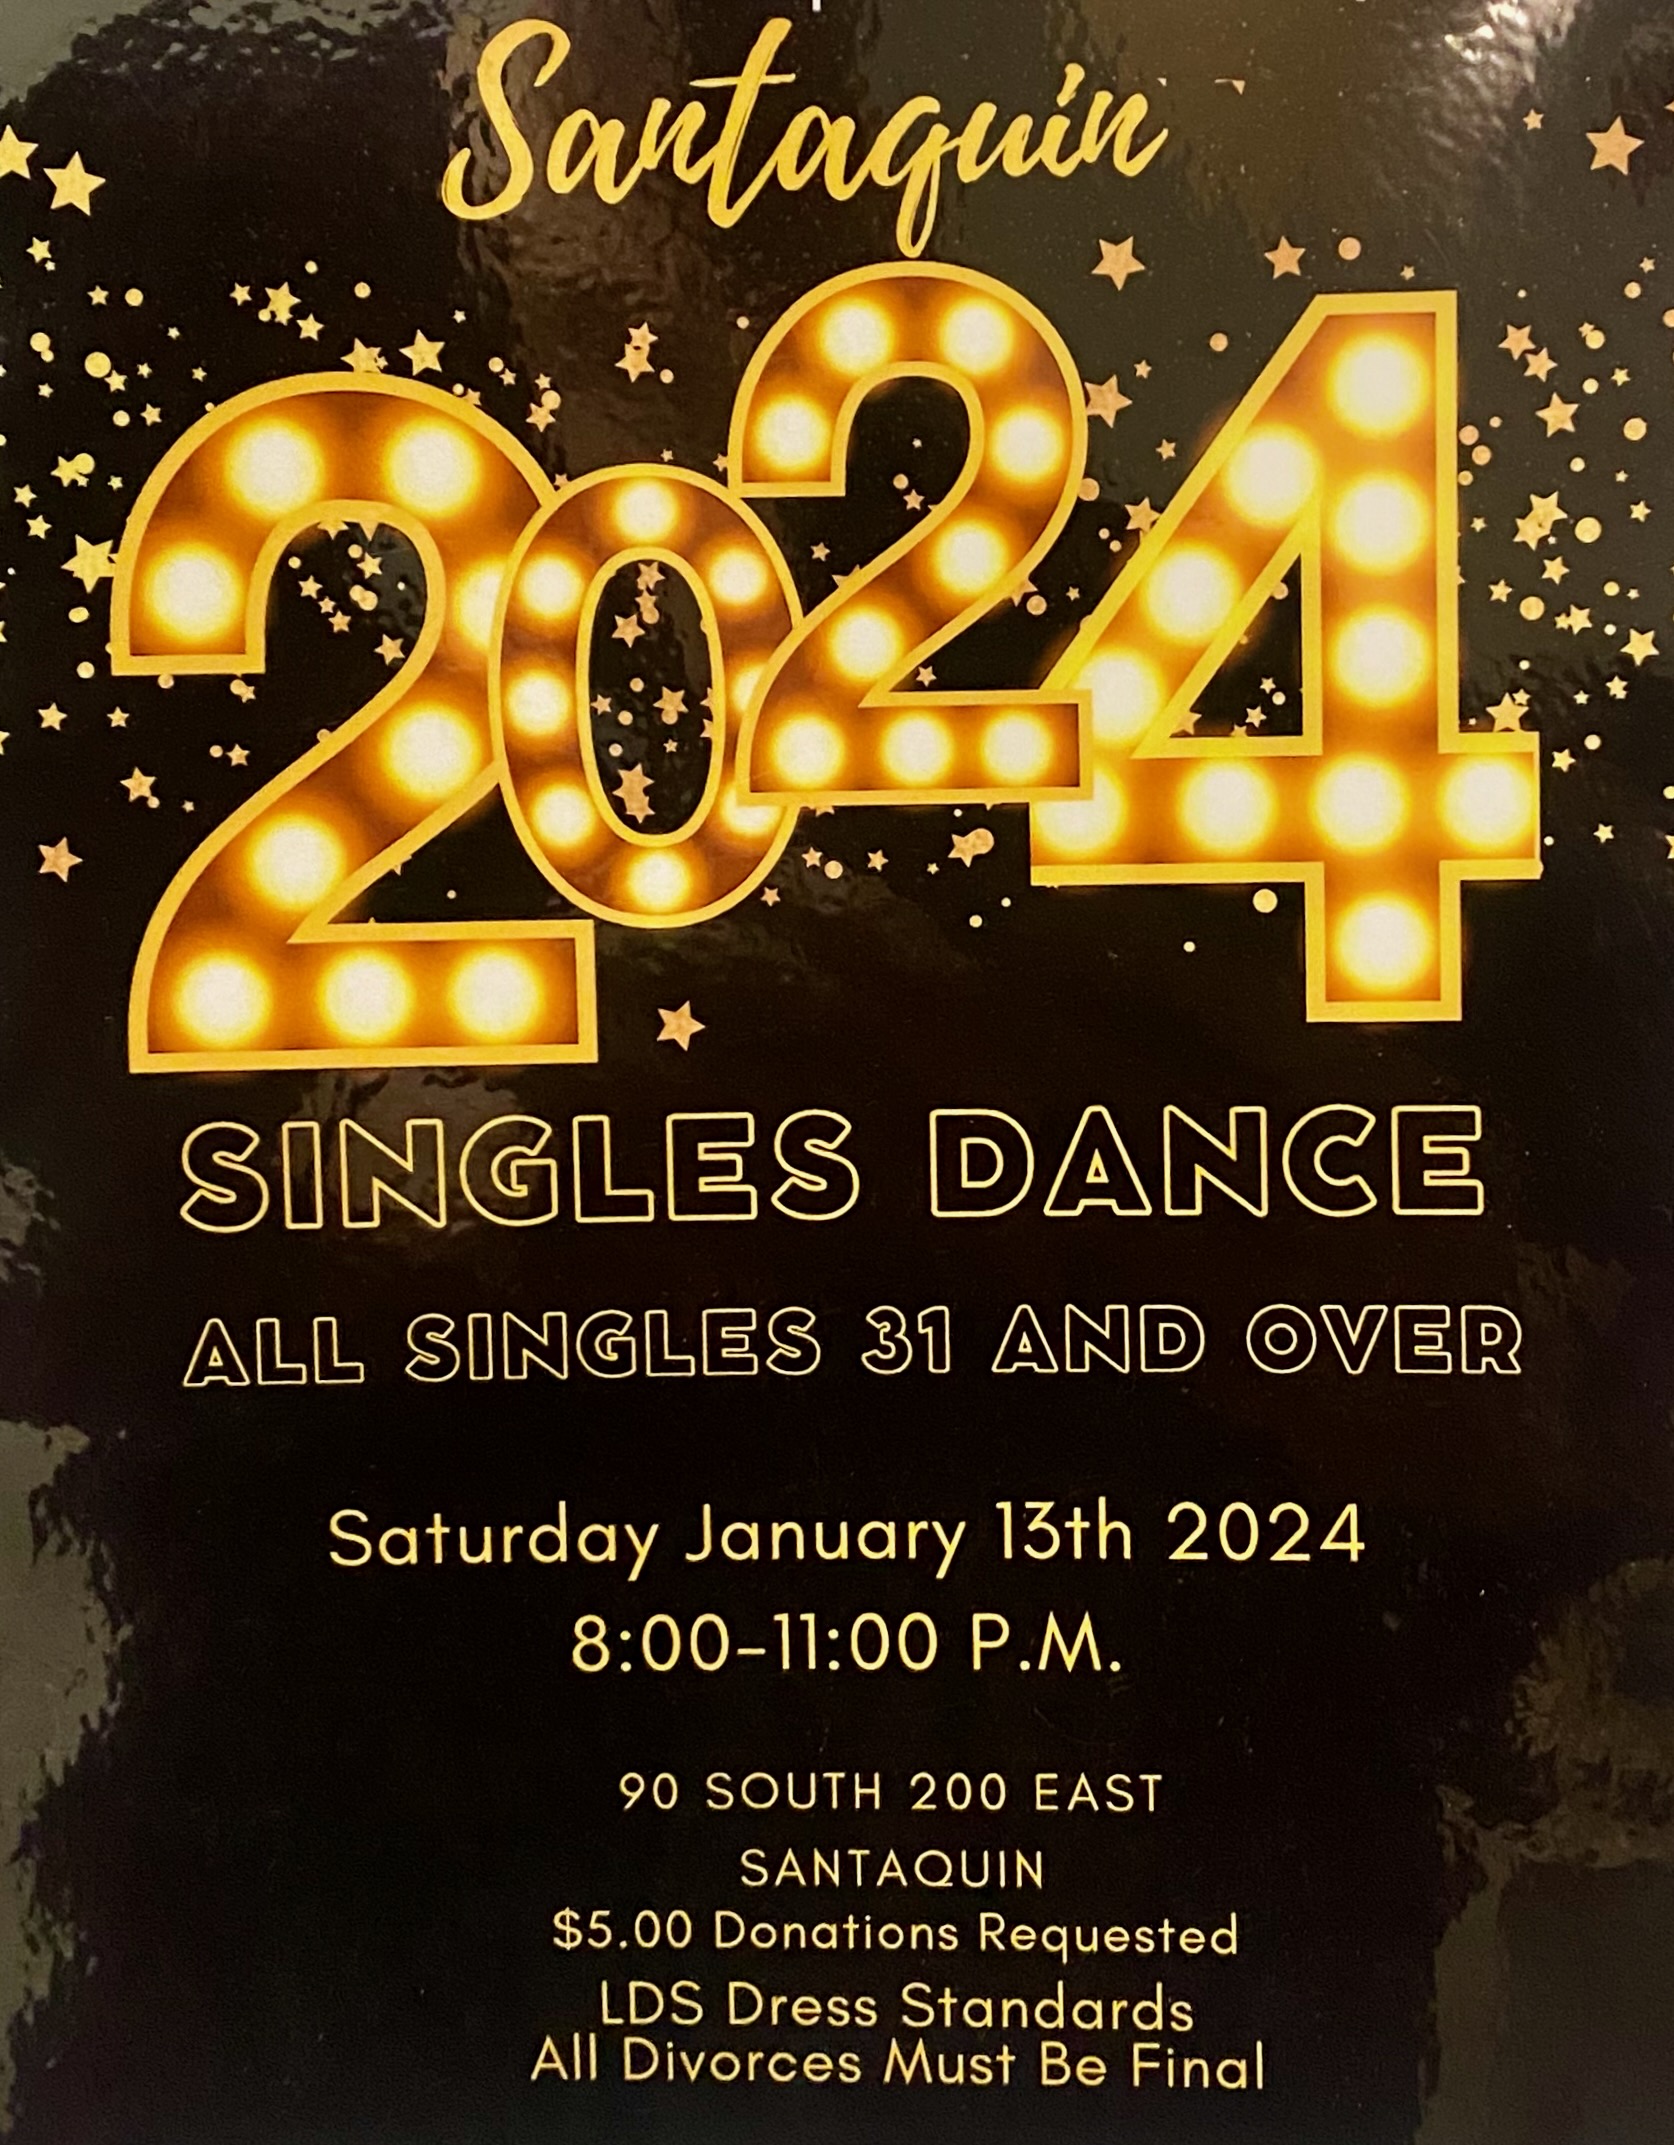 Santaquin
2024
SINGLES DANCE
ALL SINGLES 31 AND OVER
Saturday January 13th 2024
8:00-11:00 P.M.
90 SOUTH 200 EAST
SANTAQUIN
$5.00 Donations Requested
LDS Dress Standards
All Divorces Must Be Final